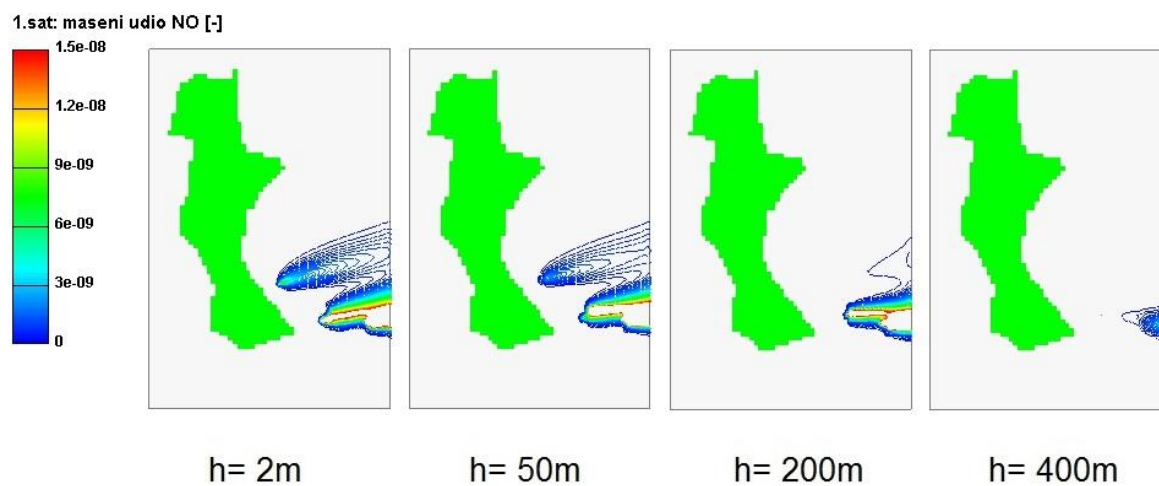 1.sat: maseni udio NO [-]
1.5e-08
1.2e-08
9e-09
6e-09
3e-09
0
h= 2m
h= 50m
h= 200m
h= 400m